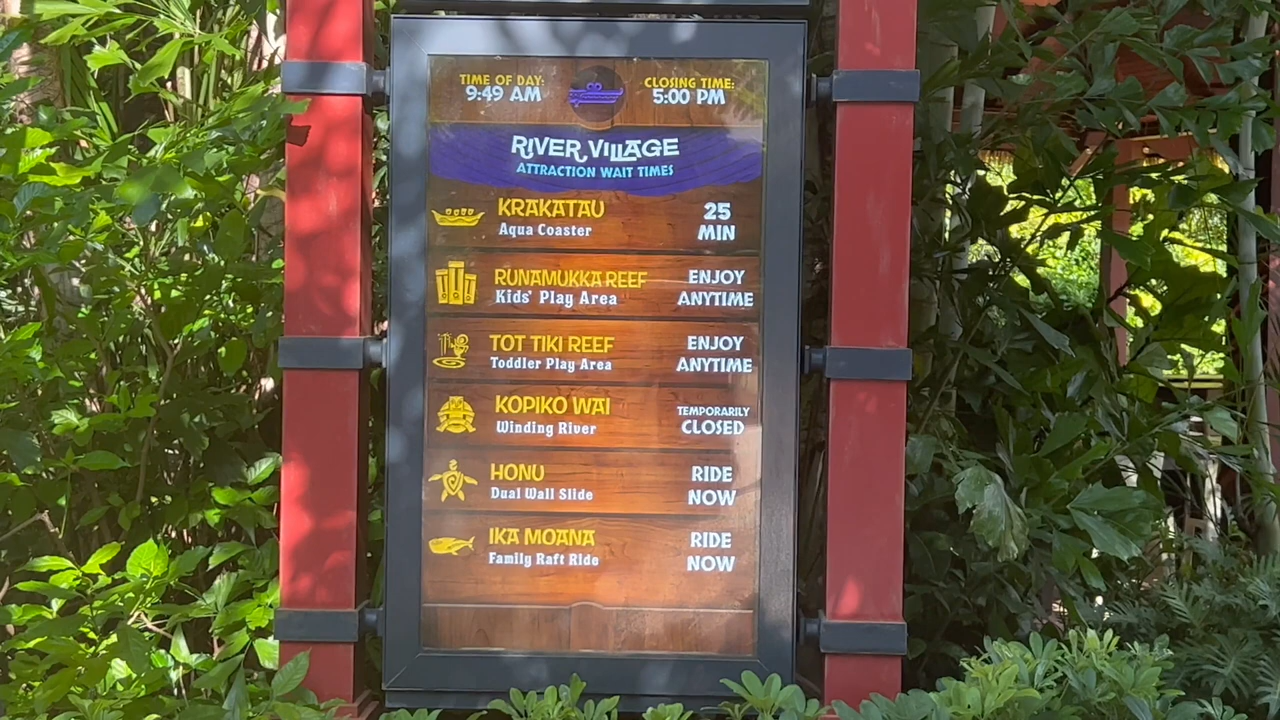 TIME OF DAY:
9:49 AM
CLOSING TIME:
5:00 PM
RIVER VILLAGE
ATTRACTION WAIT TIMES
KRAKATAU
Aqua Coaster
25
MIN
RUNAMUKKA REEF
Kids' Play Area
ENJOY
ANYTIME
TOT TIKI REEF
Toddler Play Area
ENJOY
ANYTIME
KOPIKO WAI
Winding River
TEMPORARILY
CLOSED
HONU
Dual Wall Slide
RIDE
NOW
IKA MOANA
Family Raft Ride
RIDE
NOW